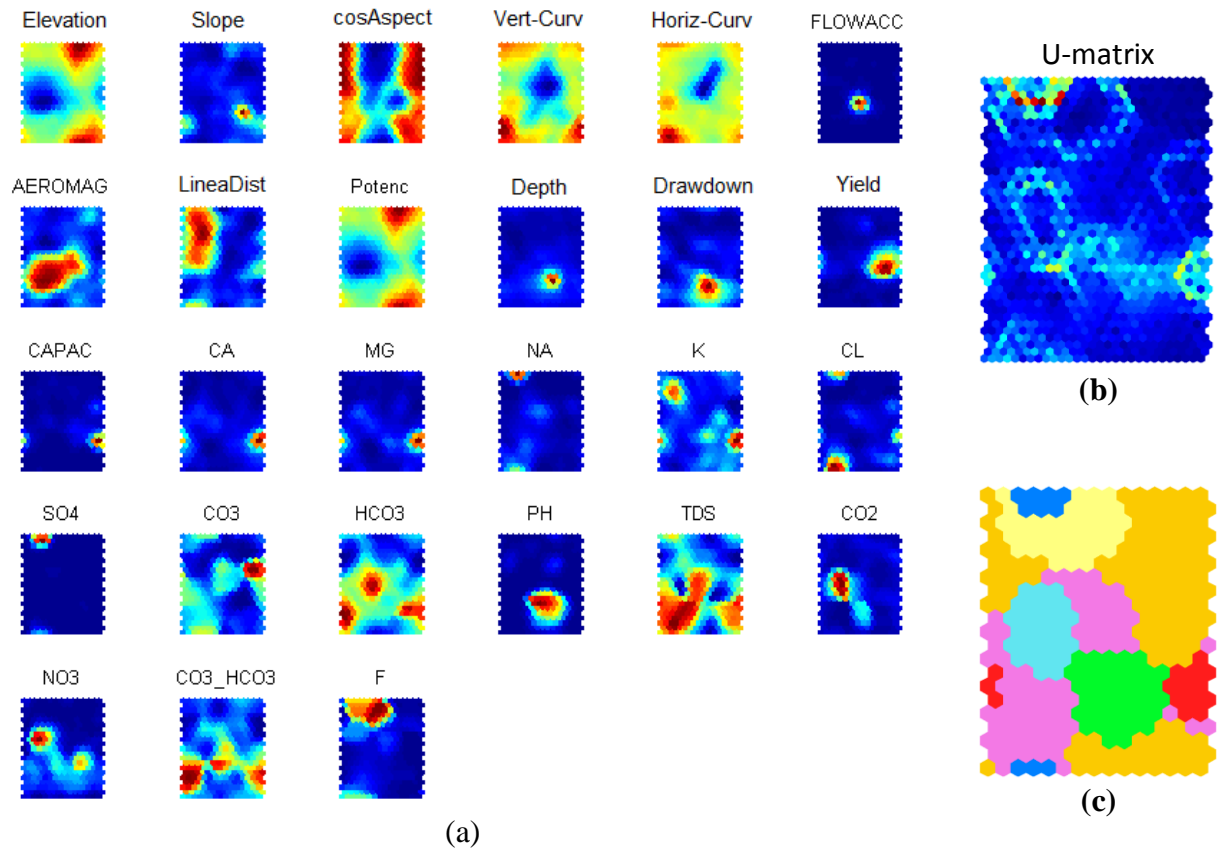 Elevation Slope cosAspect Vert-Curv Horiz-Curv FLOWACC
AEROMAG LineaDist Potenc Depth Drawdown Yield
CAPAC CA MG NA K CL
SO4 CO3 HCO3 PH TDS CO2
NO3 CO3_HCO3 F
(a)
U-matrix
(b)
(c)